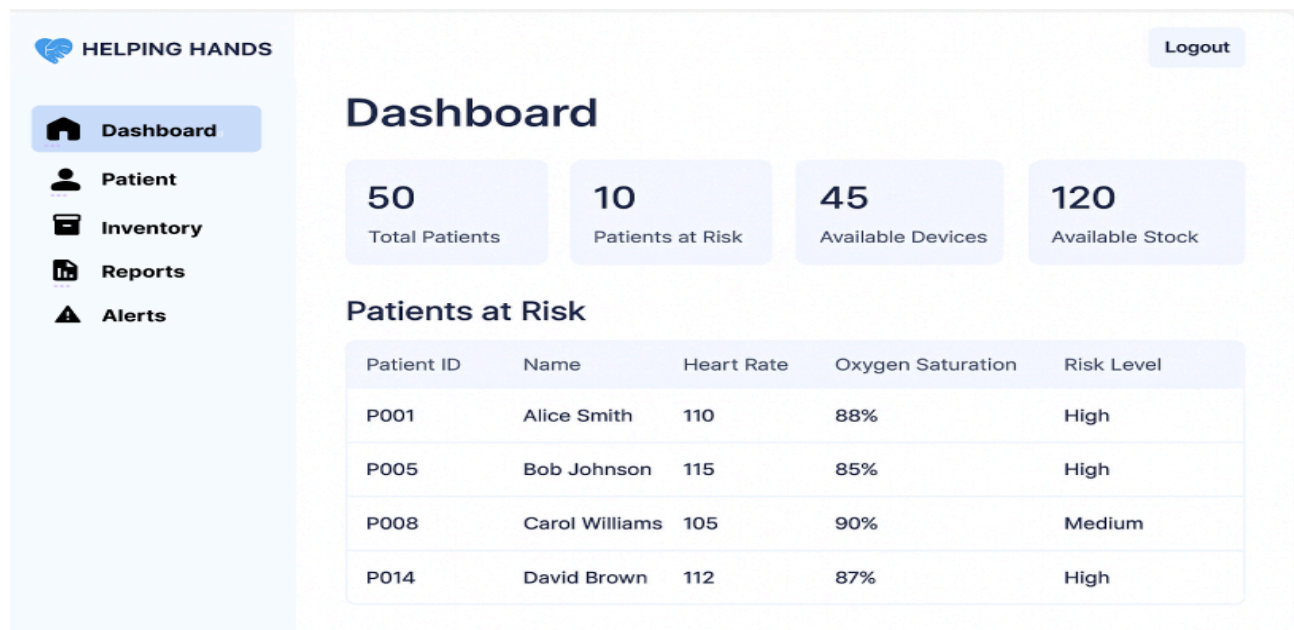 HELPING HANDS
Logout
Dashboard
Patient
Inventory
Reports
Alerts
Dashboard
50
Total Patients
10
Patients at Risk
45
Available Devices
120
Available Stock
Patients at Risk
Patient ID Name Heart Rate Oxygen Saturation Risk Level
P001 Alice Smith 110 88% High
P005 Bob Johnson 115 85% High
P008 Carol Williams 105 90% Medium
P014 David Brown 112 87% High